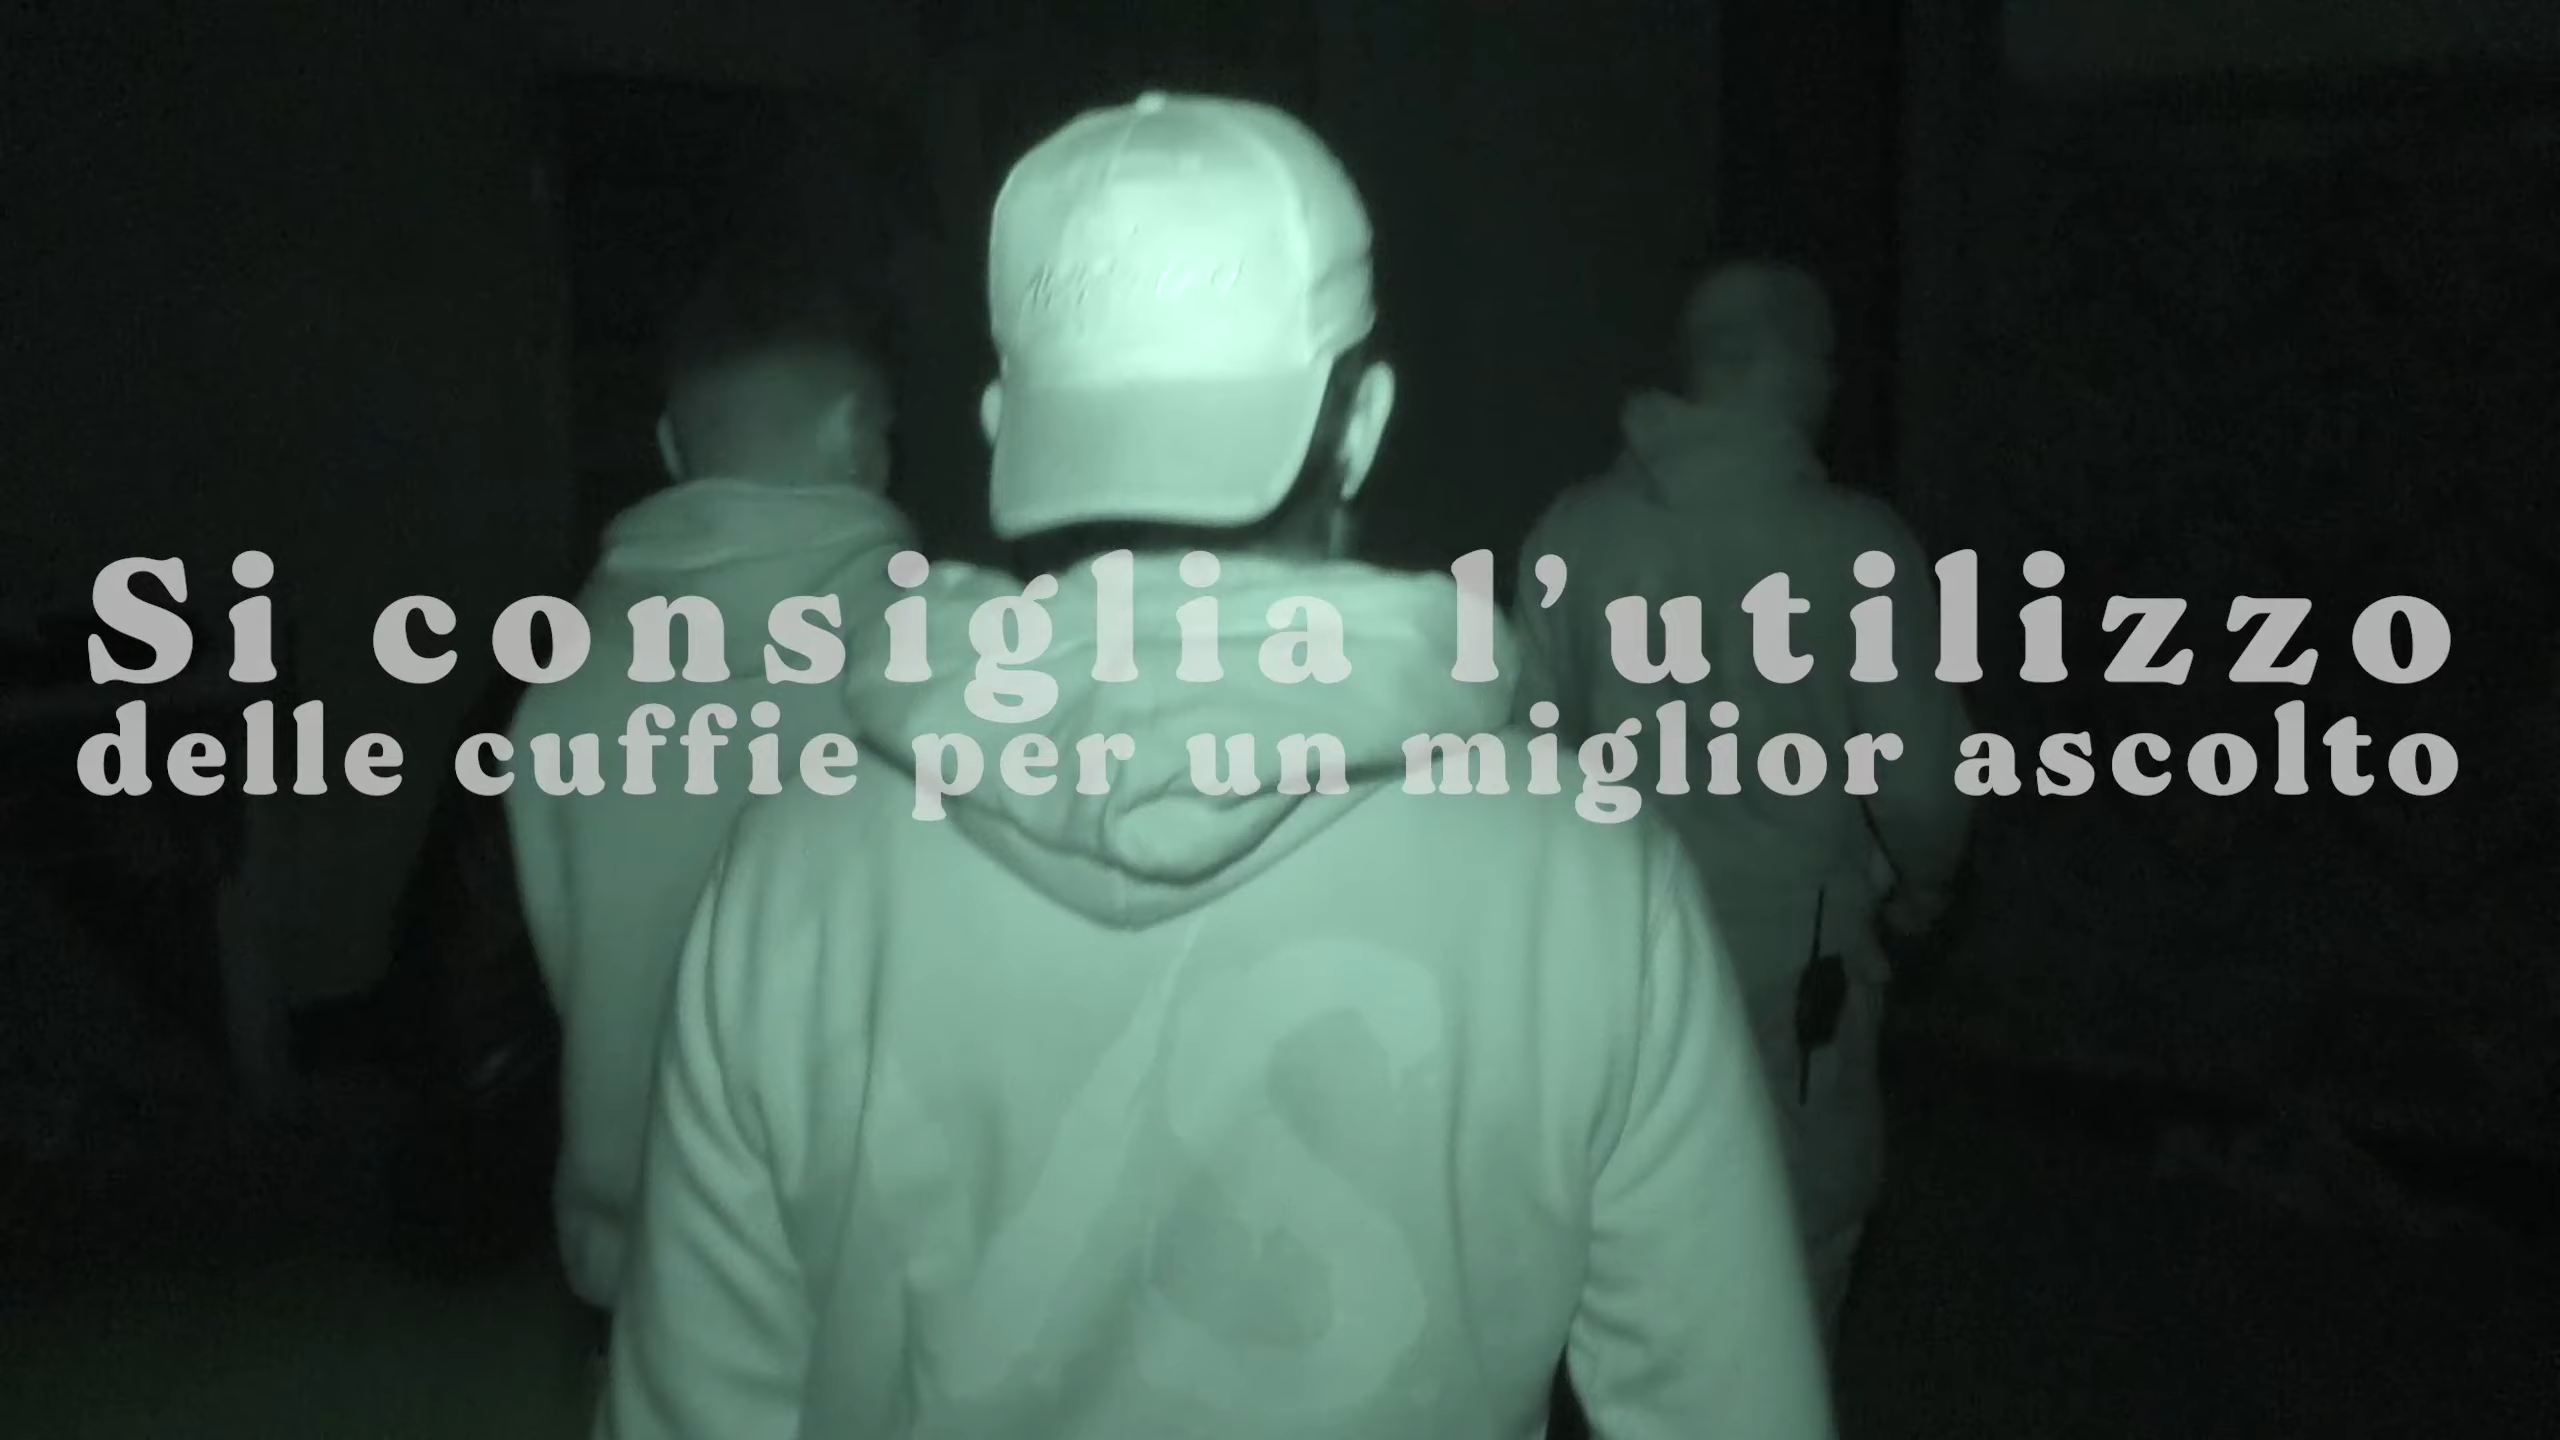 Si consiglia l’utilizzo
delle cuffie per un miglior ascolto